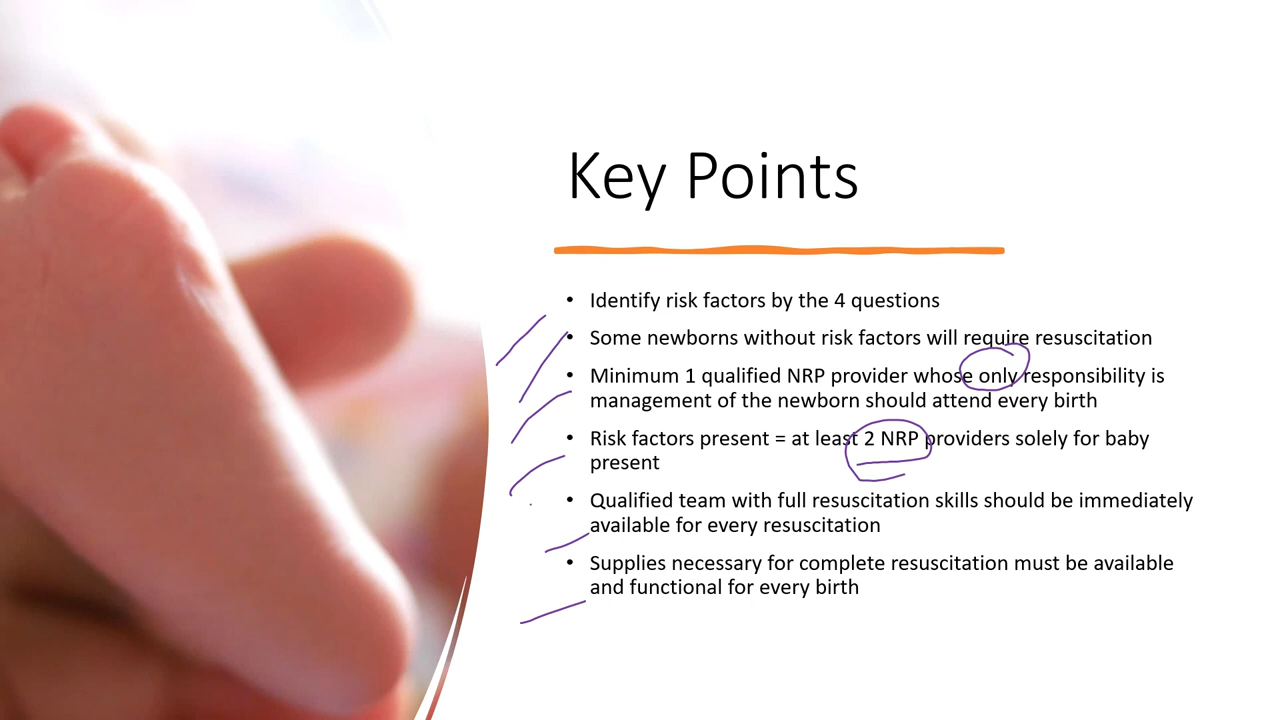 Key Points
• Identify risk factors by the 4 questions
• Some newborns without risk factors will require resuscitation
• Minimum 1 qualified NRP provider whose only responsibility is
management of the newborn should attend every birth
• Risk factors present = at least 2 NRP providers solely for baby
present
• Qualified team with full resuscitation skills should be immediately
available for every resuscitation
• Supplies necessary for complete resuscitation must be available
and functional for every birth